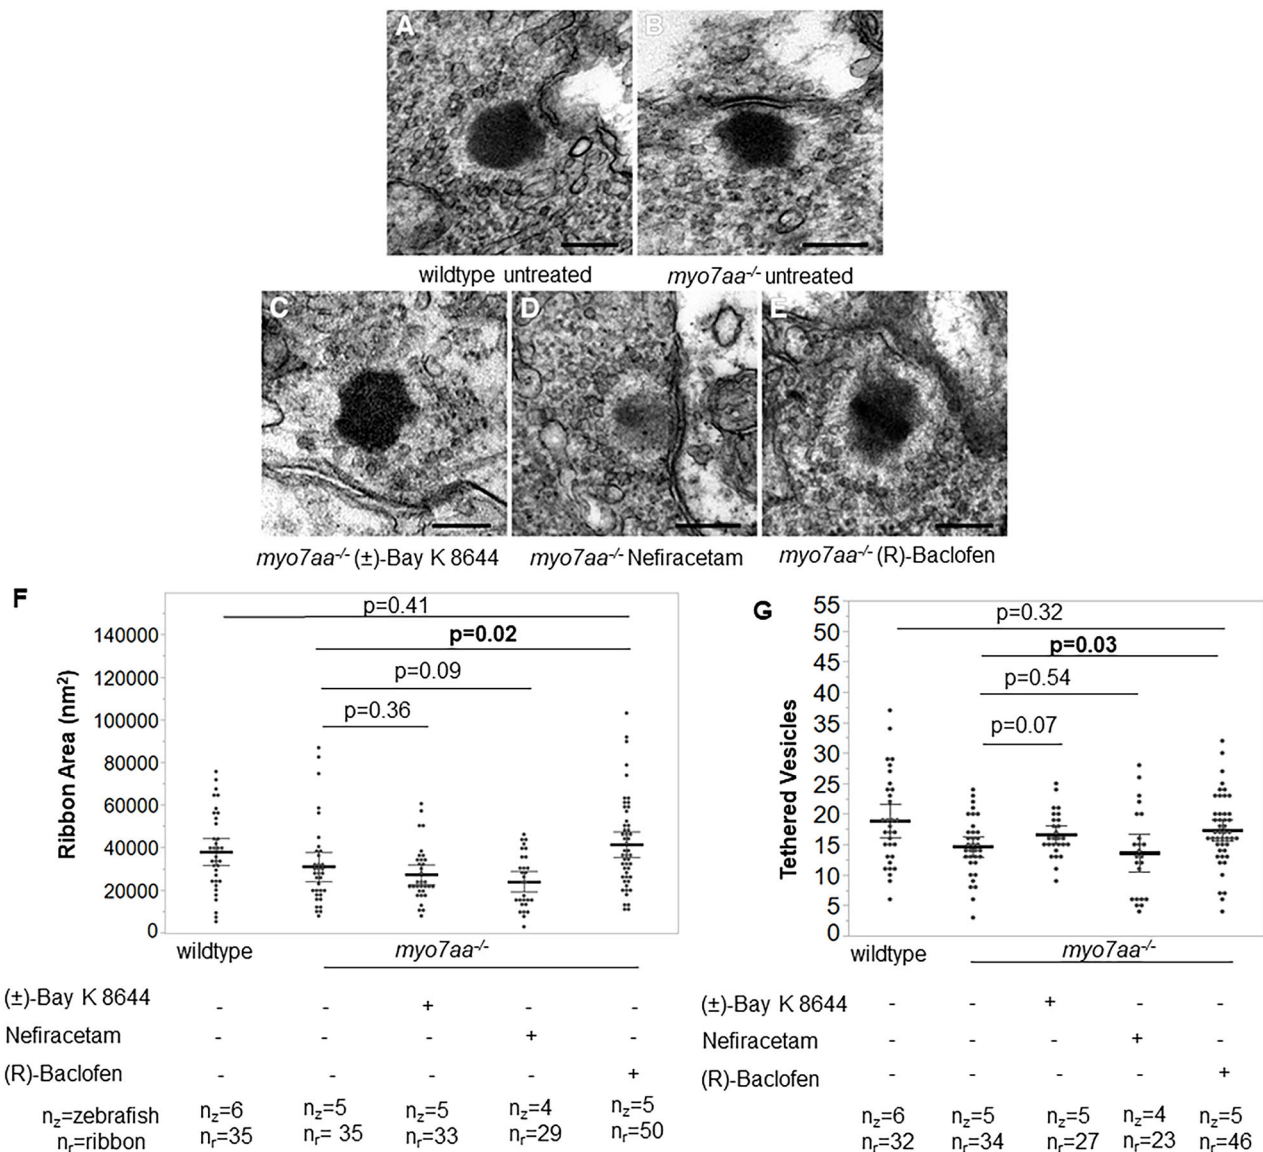 A
B
wildtype untreated
myo7aa-/- untreated
C
D
E
myo7aa-/- (±)-Bay K 8644
myo7aa-/- Nefiracetam
myo7aa-/- (R)-Baclofen
F
p=0.41
p=0.02
p=0.09
p=0.36
Ribbon Area (nm²)
140000
120000
100000
80000
60000
40000
20000
0
wildtype
myo7aa-/-
(±)-Bay K 8644 - - + - -
Nefiracetam - - - + -
(R)-Baclofen - - - - +
nz=zebrafish nz=6 nz=5 nz=5 nz=4 nz=5
nr=ribbon nr=35 nr= 35 nr=33 nr=29 nr=50
G
p=0.32
p=0.03
p=0.54
p=0.07
Tethered Vesicles
55
50
45
40
35
30
25
20
15
10
5
0
wildtype
myo7aa-/-
(±)-Bay K 8644 - - + - -
Nefiracetam - - - + -
(R)-Baclofen - - - - +
nz=6 nz=5 nz=5 nz=4 nz=5
nr=32 nr=34 nr=27 nr=23 nr=46